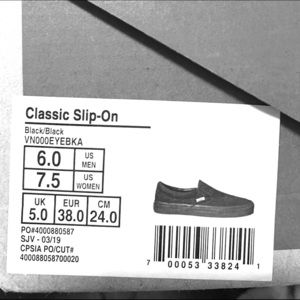 Classic Slip-On
Black/Black
VN000EYEBKA
6.0 US MEN
7.5 US WOMEN
UK EUR CM
5.0 38.0 24.0
PO#4000880587
SJV - 03/19
CPSIA PO/CUT#
400088058700020
7 00053 33824 1